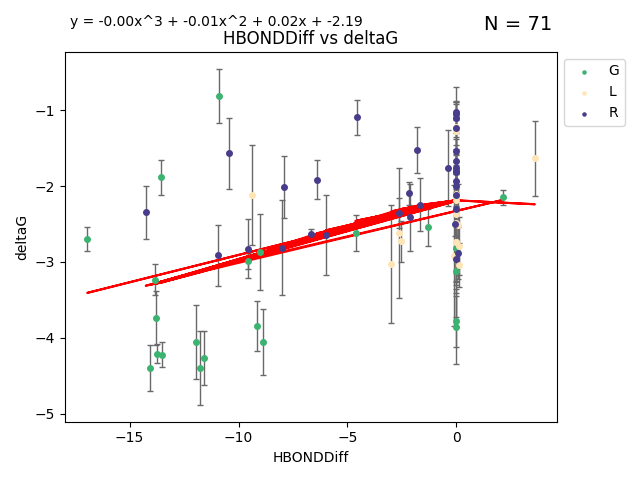 y = -0.00x^3 + -0.01x^2 + 0.02x + -2.19
N = 71
HBONDDiff vs deltaG
G
L
R
−1
−2
−3
−4
−5
deltaG
−15 −10 −5 0
HBONDDiff